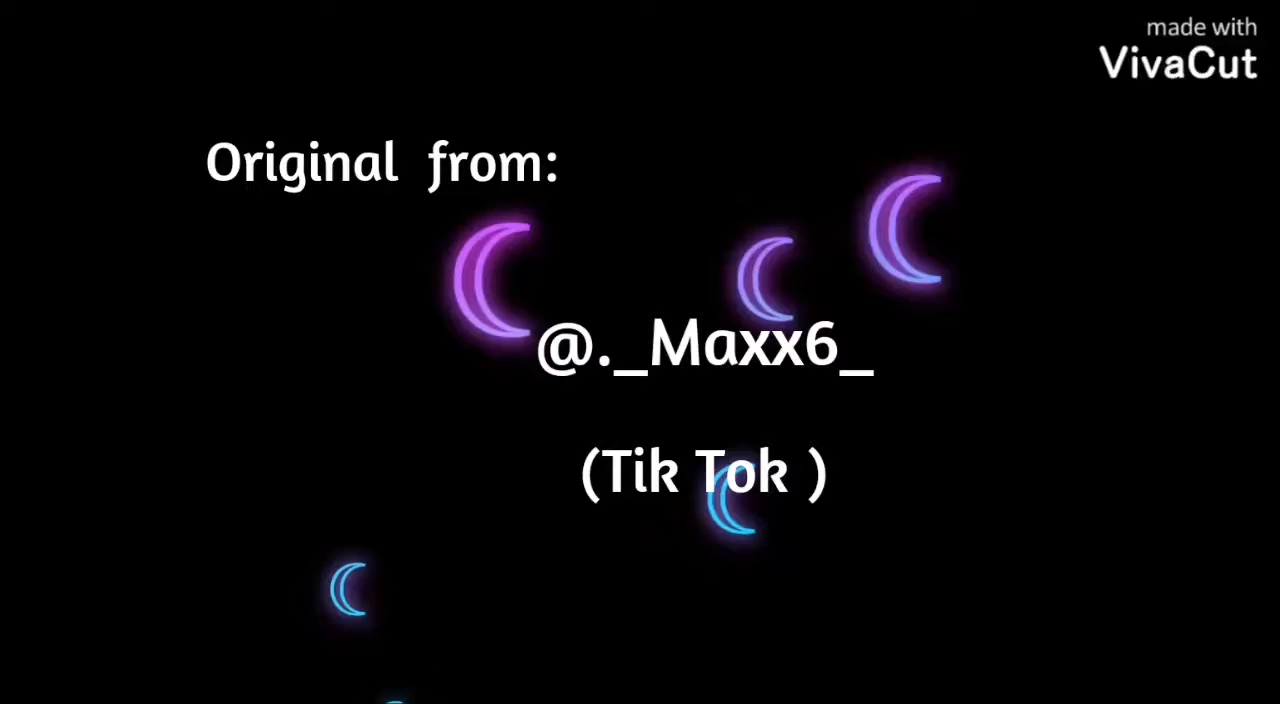 made with
VivaCut
Original from:
@._Maxx6_
(Tik Tok )